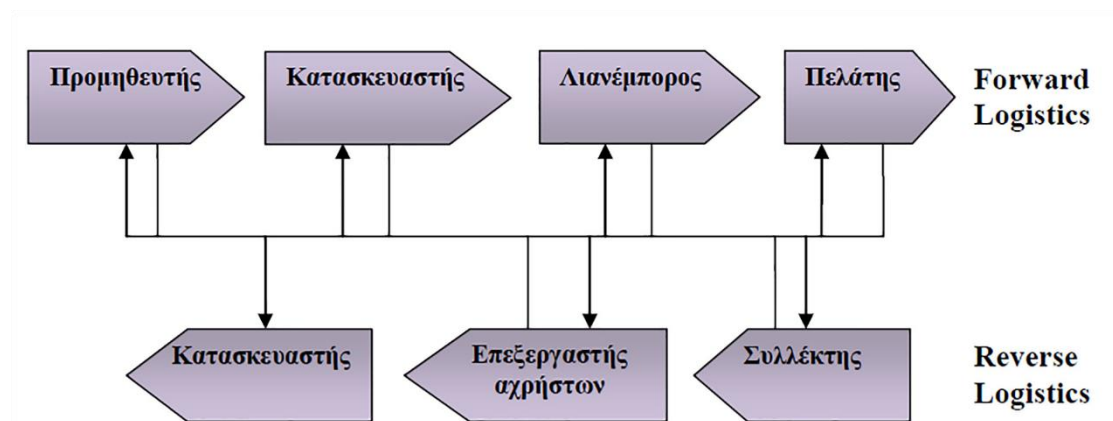 Προμηθευτής
Κατασκευαστής
Λιανέμπορος
Πελάτης
Forward
Logistics
Κατασκευαστής
Επεξεργαστής
αχρήστων
Συλλέκτης
Reverse
Logistics